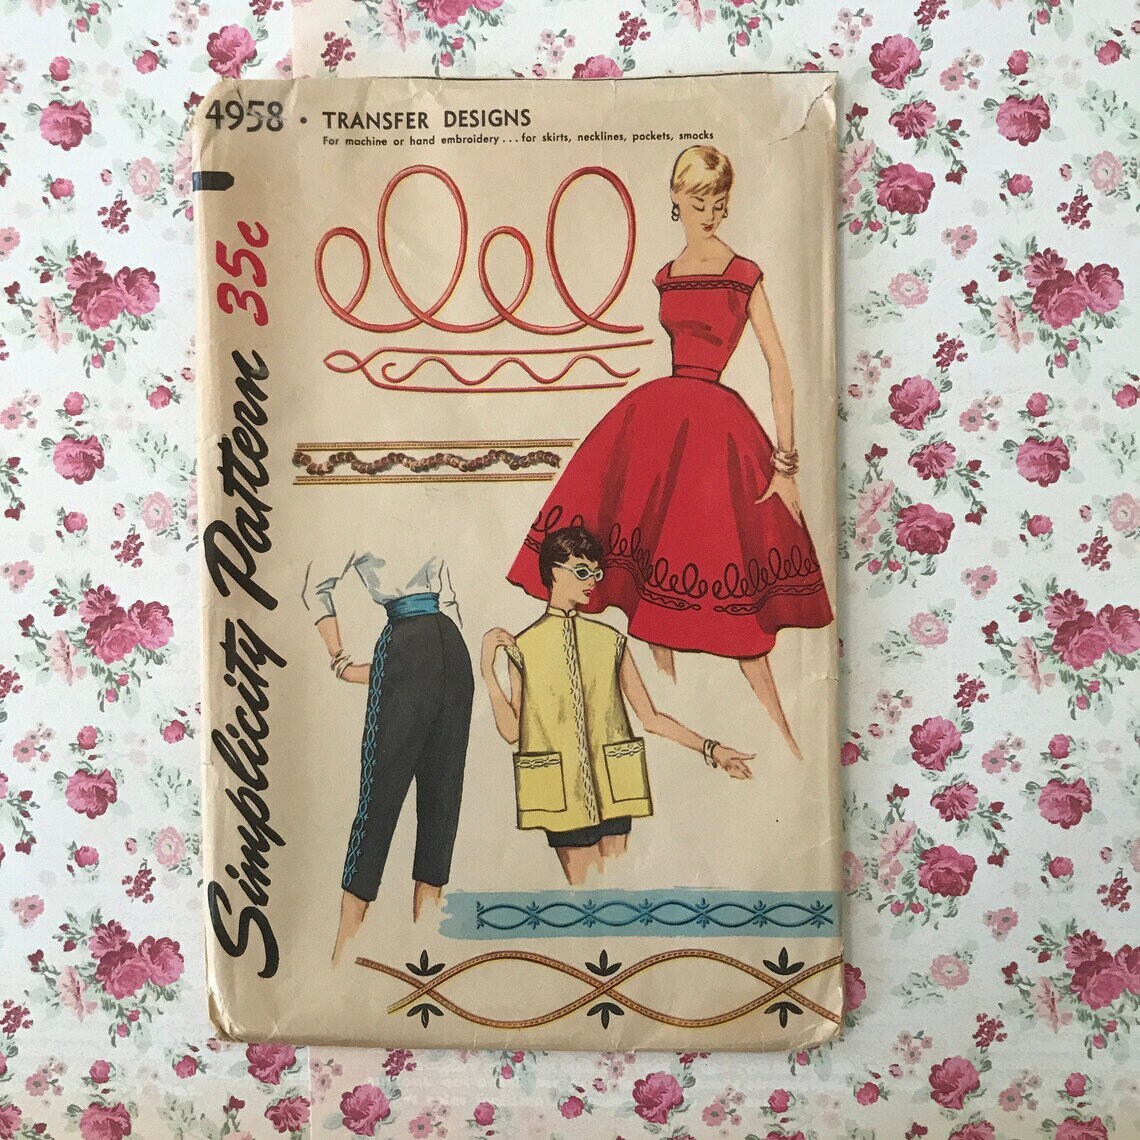 4958 • TRANSFER DESIGNS
For machine or hand embroidery . . . for skirts, necklines, pockets, smocks
Simplicity Pattern 35c